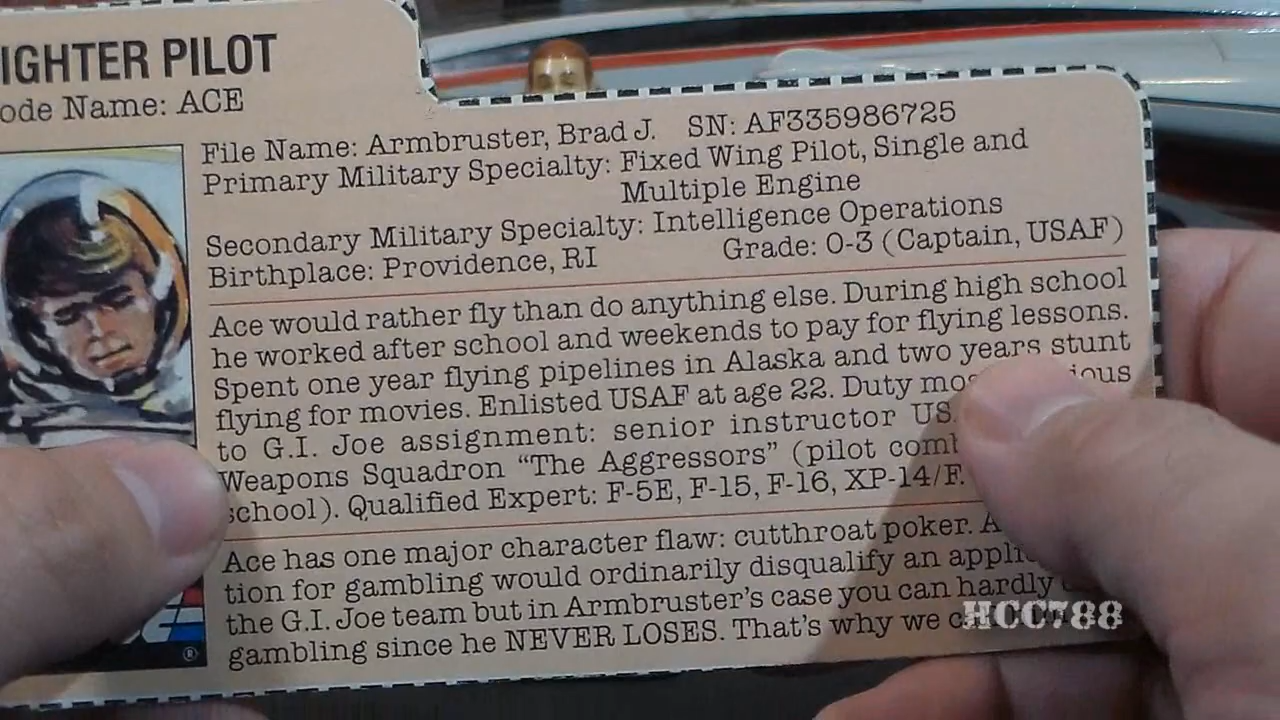 IGHTER PILOT
ode Name: ACE
File Name: Armbruster, Brad J. SN: AF335986725
Primary Military Specialty: Fixed Wing Pilot, Single and
Multiple Engine
Secondary Military Specialty: Intelligence Operations
Birthplace: Providence, RI Grade: O-3 (Captain, USAF)
Ace would rather fly than do anything else. During high school
he worked after school and weekends to pay for flying lessons.
Spent one year flying pipelines in Alaska and two years stunt
flying for movies. Enlisted USAF at age 22. Duty
to G.I. Joe assignment: senior instructor
Weapons Squadron "The Aggressors" (pilot
school). Qualified Expert: F-5E, F-15, F-16, XP-14/F.
Ace has one major character flaw: cutthroat poker.
tion for gambling would ordinarily disqualify an
the G.I. Joe team but in Armbruster's case you can hardly
gambling since he NEVER LOSES. That's why we
HCC788
®